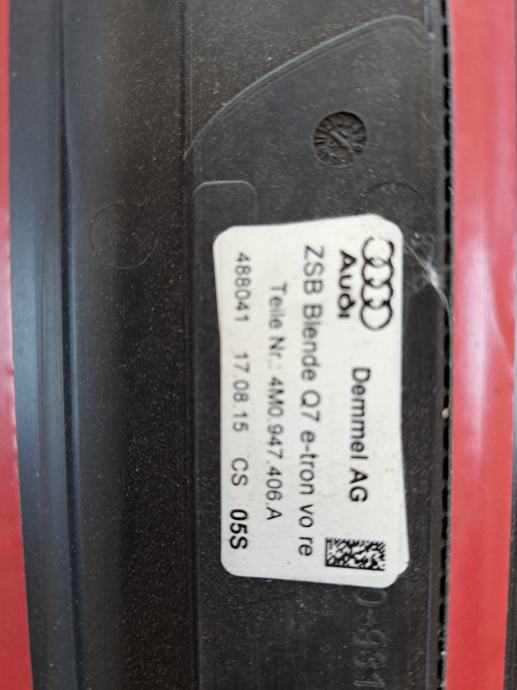 Audi
Demmel AG
ZSB Blende Q7 e-tron vo re
Teile Nr.: 4M0.947.406.A
488041 17.08.15 CS 05S